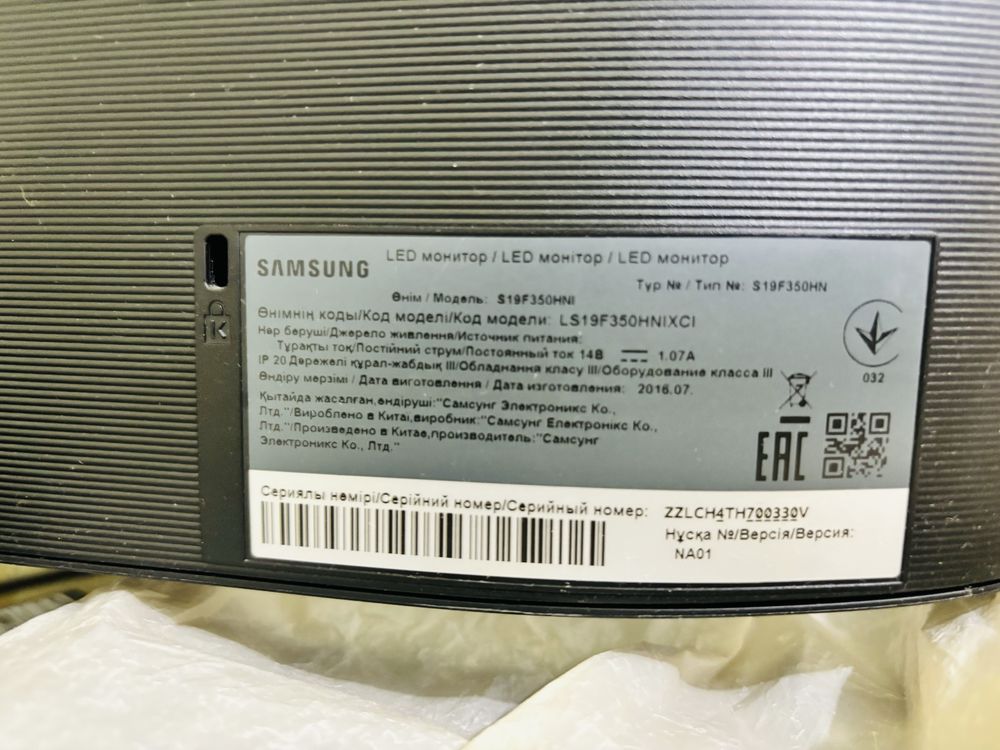 SAMSUNG
LED монитор / LED монітор / LED монитор
Өнім / Модель: S19F350HNI
Түр № / Тип №: S19F350HN
Өнімнің коды/Код моделі/Код модели: LS19F350HNIXCI
Нәр беруші/Джерело живлення/Источник питания:
Тұрақты тоқ/Постійний струм/Постоянный ток 14В 1.07А
IP 20 Дәрежелі құрал-жабдық III/Обладнання класу III/Оборудование класса III
Өндіру мерзімі / Дата виготовлення / Дата изготовления: 2016.07.
Қытайда жасалған,өндіруші:"Самсунг Электроникс Ко.,
Лтд."/Вироблено в Китаї,виробник:"Самсунг Електронікс Ко.,
Лтд."/Произведено в Китае,производитель:"Самсунг
Электроникс Ко., Лтд."
032
EAC
Сериялы нөмірі/Серійний номер/Серийный номер: ZZLCH4TH700330V
Нұсқа №/Версія/Версия:
NA01
K